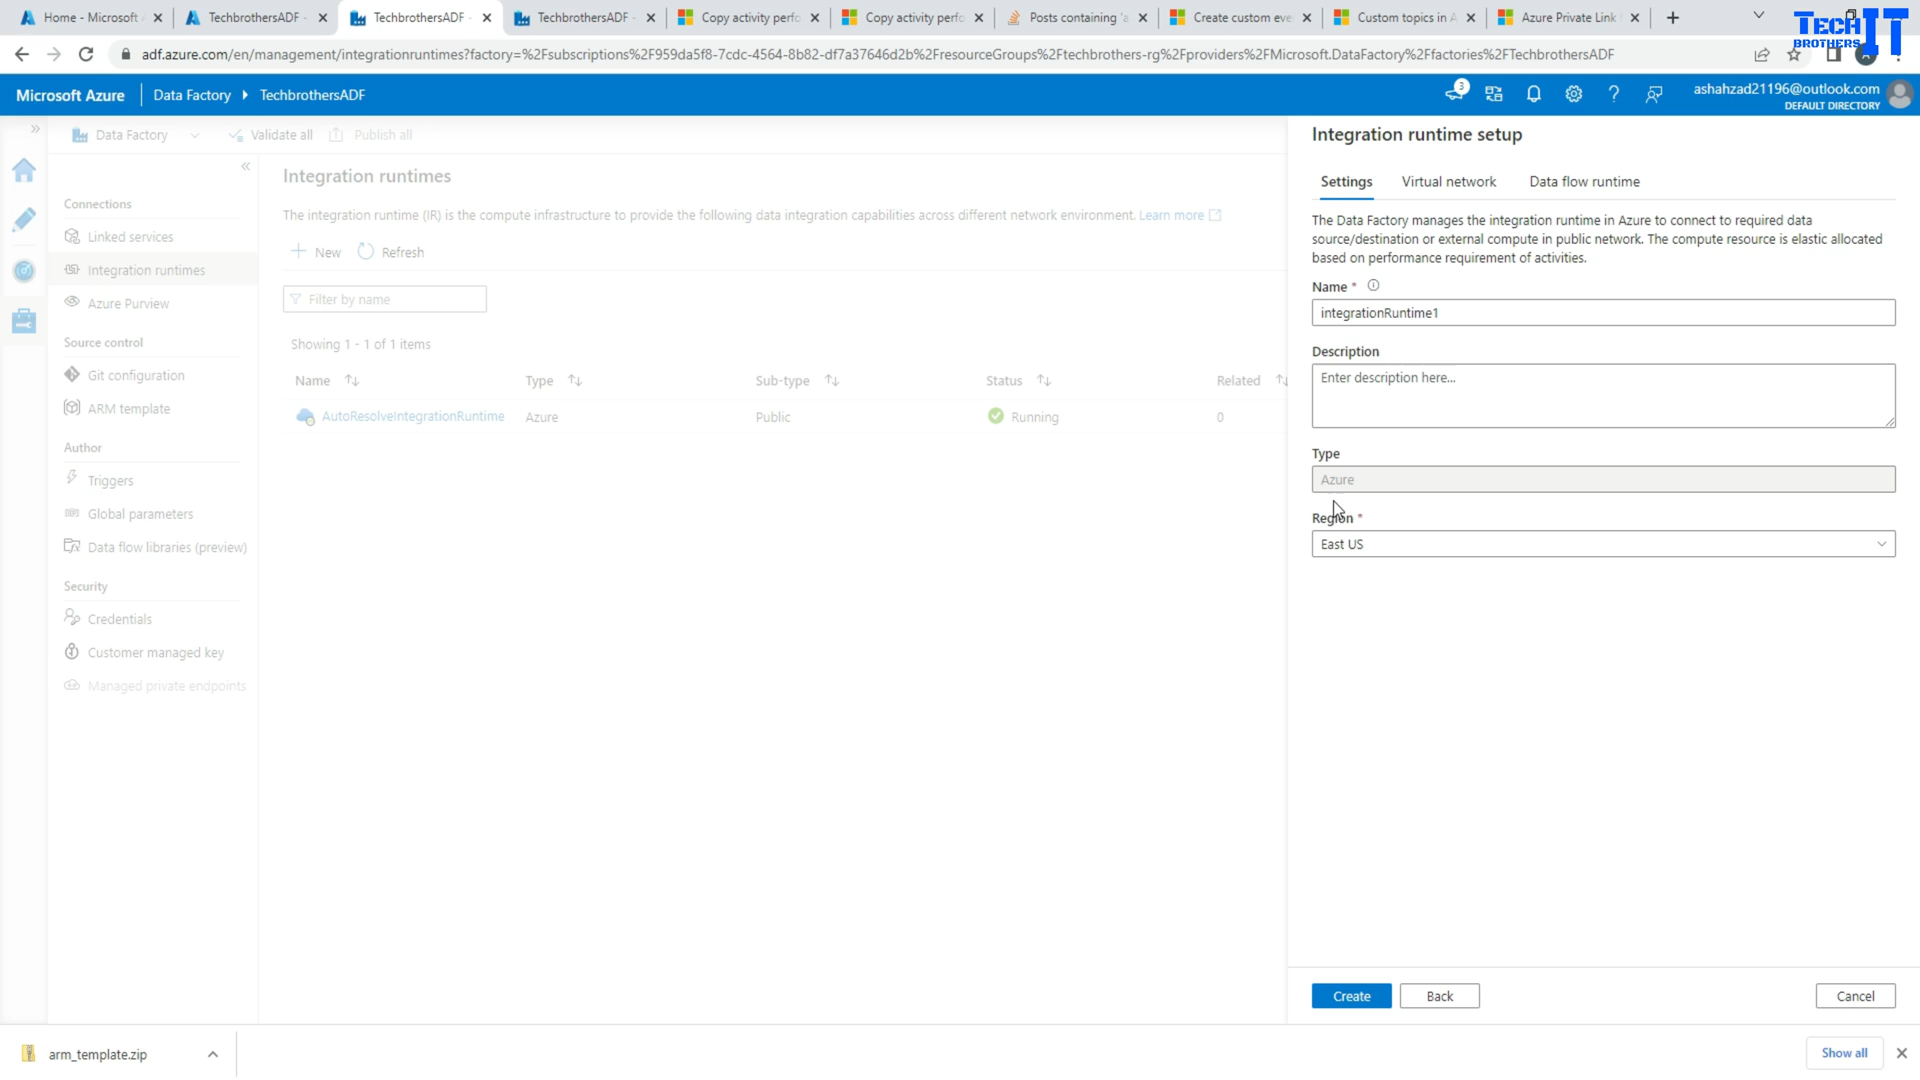 Home - Microsoft A
TechbrothersADF -
TechbrothersADF -
TechbrothersADF -
Copy activity perfo
Copy activity perfo
Posts containing 'a
Create custom eve
Custom topics in A
Azure Private Link
TECH IT
BROTHERS
adf.azure.com/en/management/integrationruntimes?factory=%2Fsubscriptions%2F959da5f8-7cdc-4564-8b82-df7a37646d2b%2FresourceGroups%2Ftechbrothers-rg%2Fproviders%2FMicrosoft.DataFactory%2Ffactories%2FTechbrothersADF
Microsoft Azure
Data Factory
TechbrothersADF
3
ashahzad21196@outlook.com
DEFAULT DIRECTORY
Data Factory
Validate all
Publish all
Connections
Linked services
Integration runtimes
Azure Purview
Source control
Git configuration
ARM template
Author
Triggers
Global parameters
Data flow libraries (preview)
Security
Credentials
Customer managed key
Managed private endpoints
Integration runtimes
The integration runtime (IR) is the compute infrastructure to provide the following data integration capabilities across different network environment. Learn more
New
Refresh
Filter by name
Showing 1 - 1 of 1 items
Name Type Sub-type Status Related
AutoResolveIntegrationRuntime Azure Public Running 0
Integration runtime setup
Settings Virtual network Data flow runtime
The Data Factory manages the integration runtime in Azure to connect to required data
source/destination or external compute in public network. The compute resource is elastic allocated
based on performance requirement of activities.
Name *
integrationRuntime1
Description
Enter description here...
Type
Azure
Region *
East US
Create
Back
Cancel
arm_template.zip
Show all